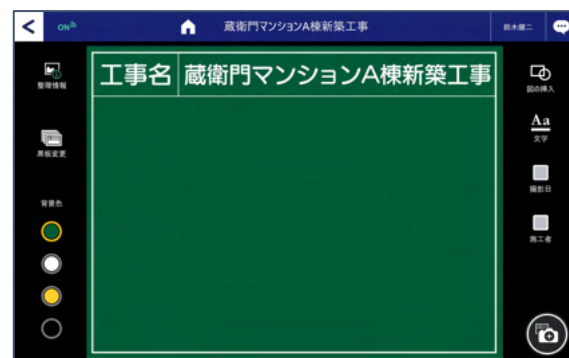 ON
蔵衛門マンションA棟新築工事
鈴木健二
整理情報
工事名 蔵衛門マンションA棟新築工事
図の挿入
黒板変更
Aa
文字
撮影日
背景色
施工者